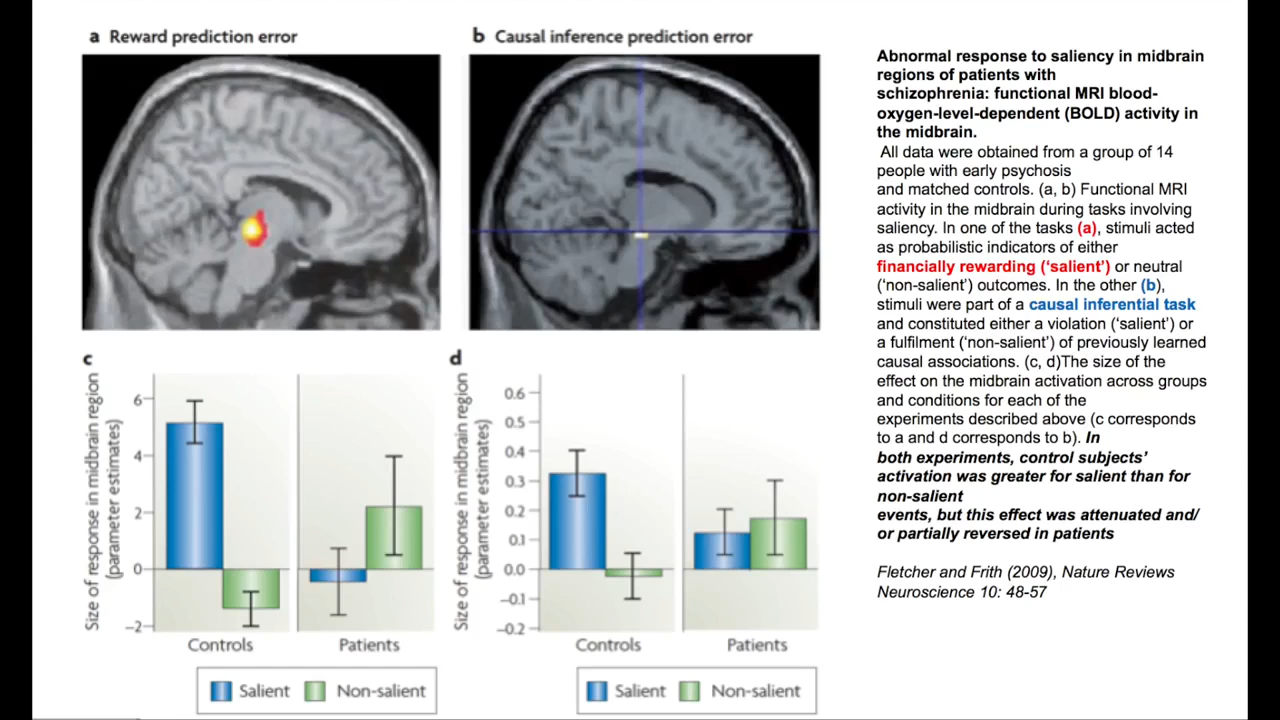 a Reward prediction error
b Causal inference prediction error
Abnormal response to saliency in midbrain
regions of patients with
schizophrenia: functional MRI blood-
oxygen-level-dependent (BOLD) activity in
the midbrain.
All data were obtained from a group of 14
people with early psychosis
and matched controls. (a, b) Functional MRI
activity in the midbrain during tasks involving
saliency. In one of the tasks (a), stimuli acted
as probabilistic indicators of either
financially rewarding (‘salient’) or neutral
(‘non-salient’) outcomes. In the other (b),
stimuli were part of a causal inferential task
and constituted either a violation (‘salient’) or
a fulfilment (‘non-salient’) of previously learned
causal associations. (c, d)The size of the
effect on the midbrain activation across groups
and conditions for each of the
experiments described above (c corresponds
to a and d corresponds to b). In
both experiments, control subjects’
activation was greater for salient than for
non-salient
events, but this effect was attenuated and/
or partially reversed in patients
Fletcher and Frith (2009), Nature Reviews
Neuroscience 10: 48-57
c
Size of response in midbrain region
(parameter estimates)
6
4
2
0
–2
Controls
Patients
Salient
Non-salient
d
Size of response in midbrain region
(parameter estimates)
0.6
0.5
0.4
0.3
0.2
0.1
0.0
–0.1
–0.2
Controls
Patients
Salient
Non-salient